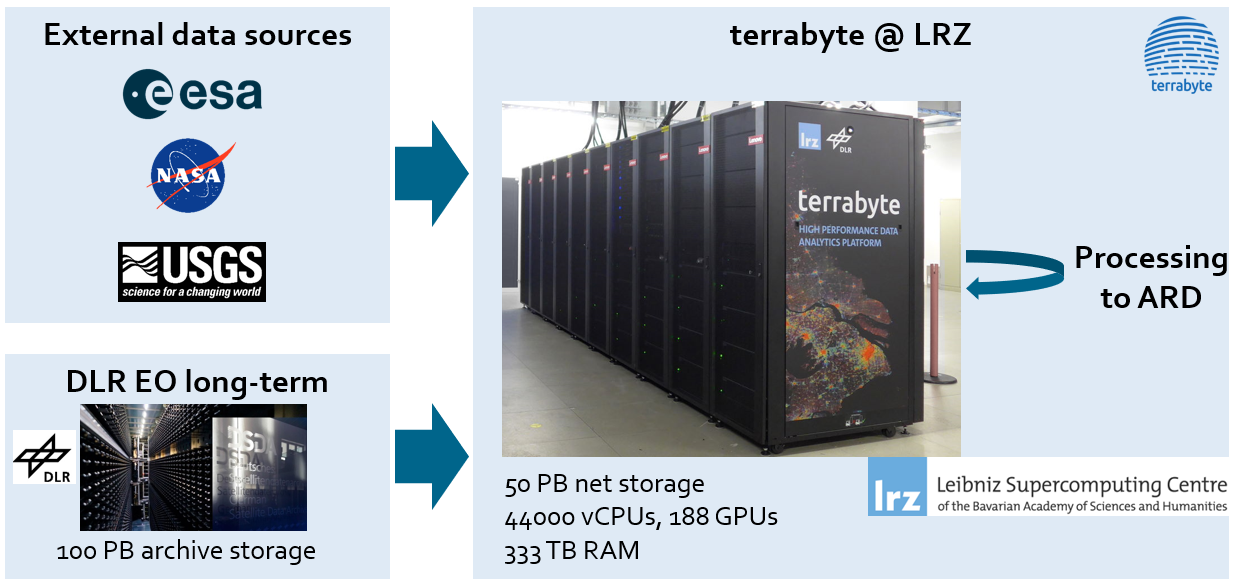 External data sources
esa
NASA
USGS
science for a changing world
DLR EO long-term
DLR
DSD
DSD
100 PB archive storage
terrabyte @ LRZ
terrabyte
lrz
DLR
terrabyte
HIGH PERFORMANCE DATA
ANALYTICS PLATFORM
Processing
to ARD
50 PB net storage
44000 vCPUs, 188 GPUs
333 TB RAM
lrz
Leibniz Supercomputing Centre
of the Bavarian Academy of Sciences and Humanities